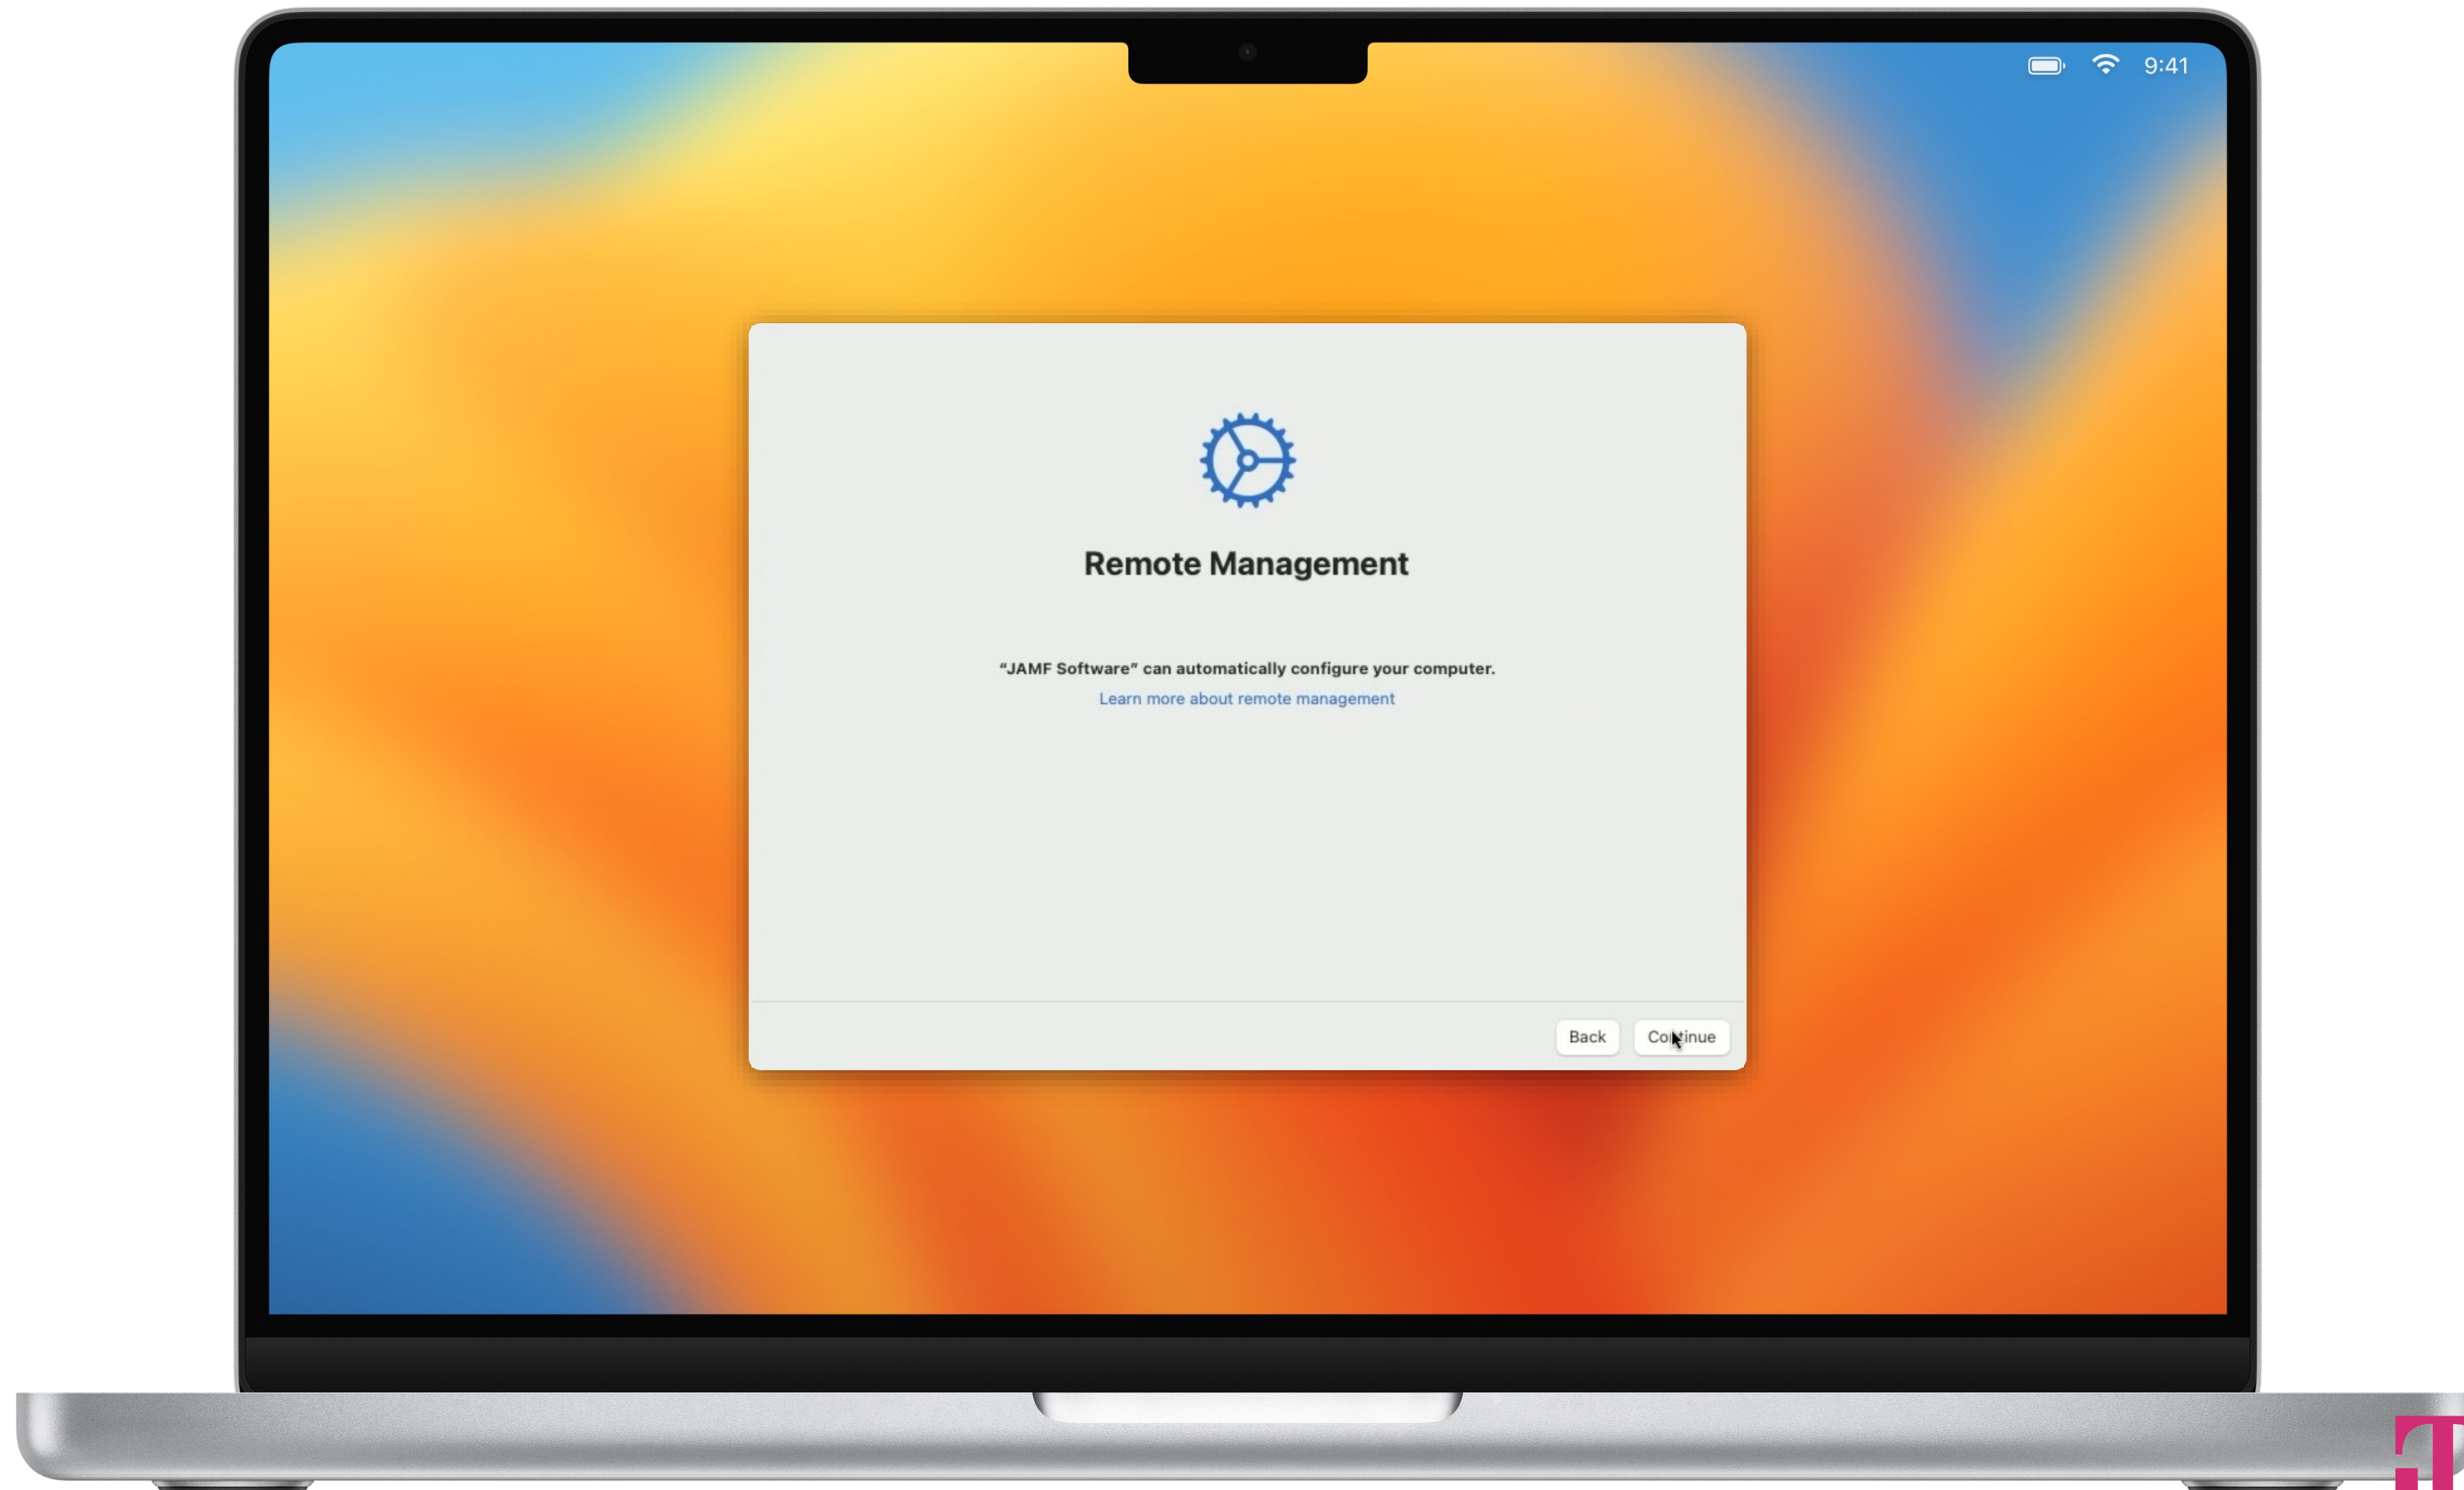 9:41
Remote Management
“JAMF Software” can automatically configure your computer.
Learn more about remote management
Back
Continue
T